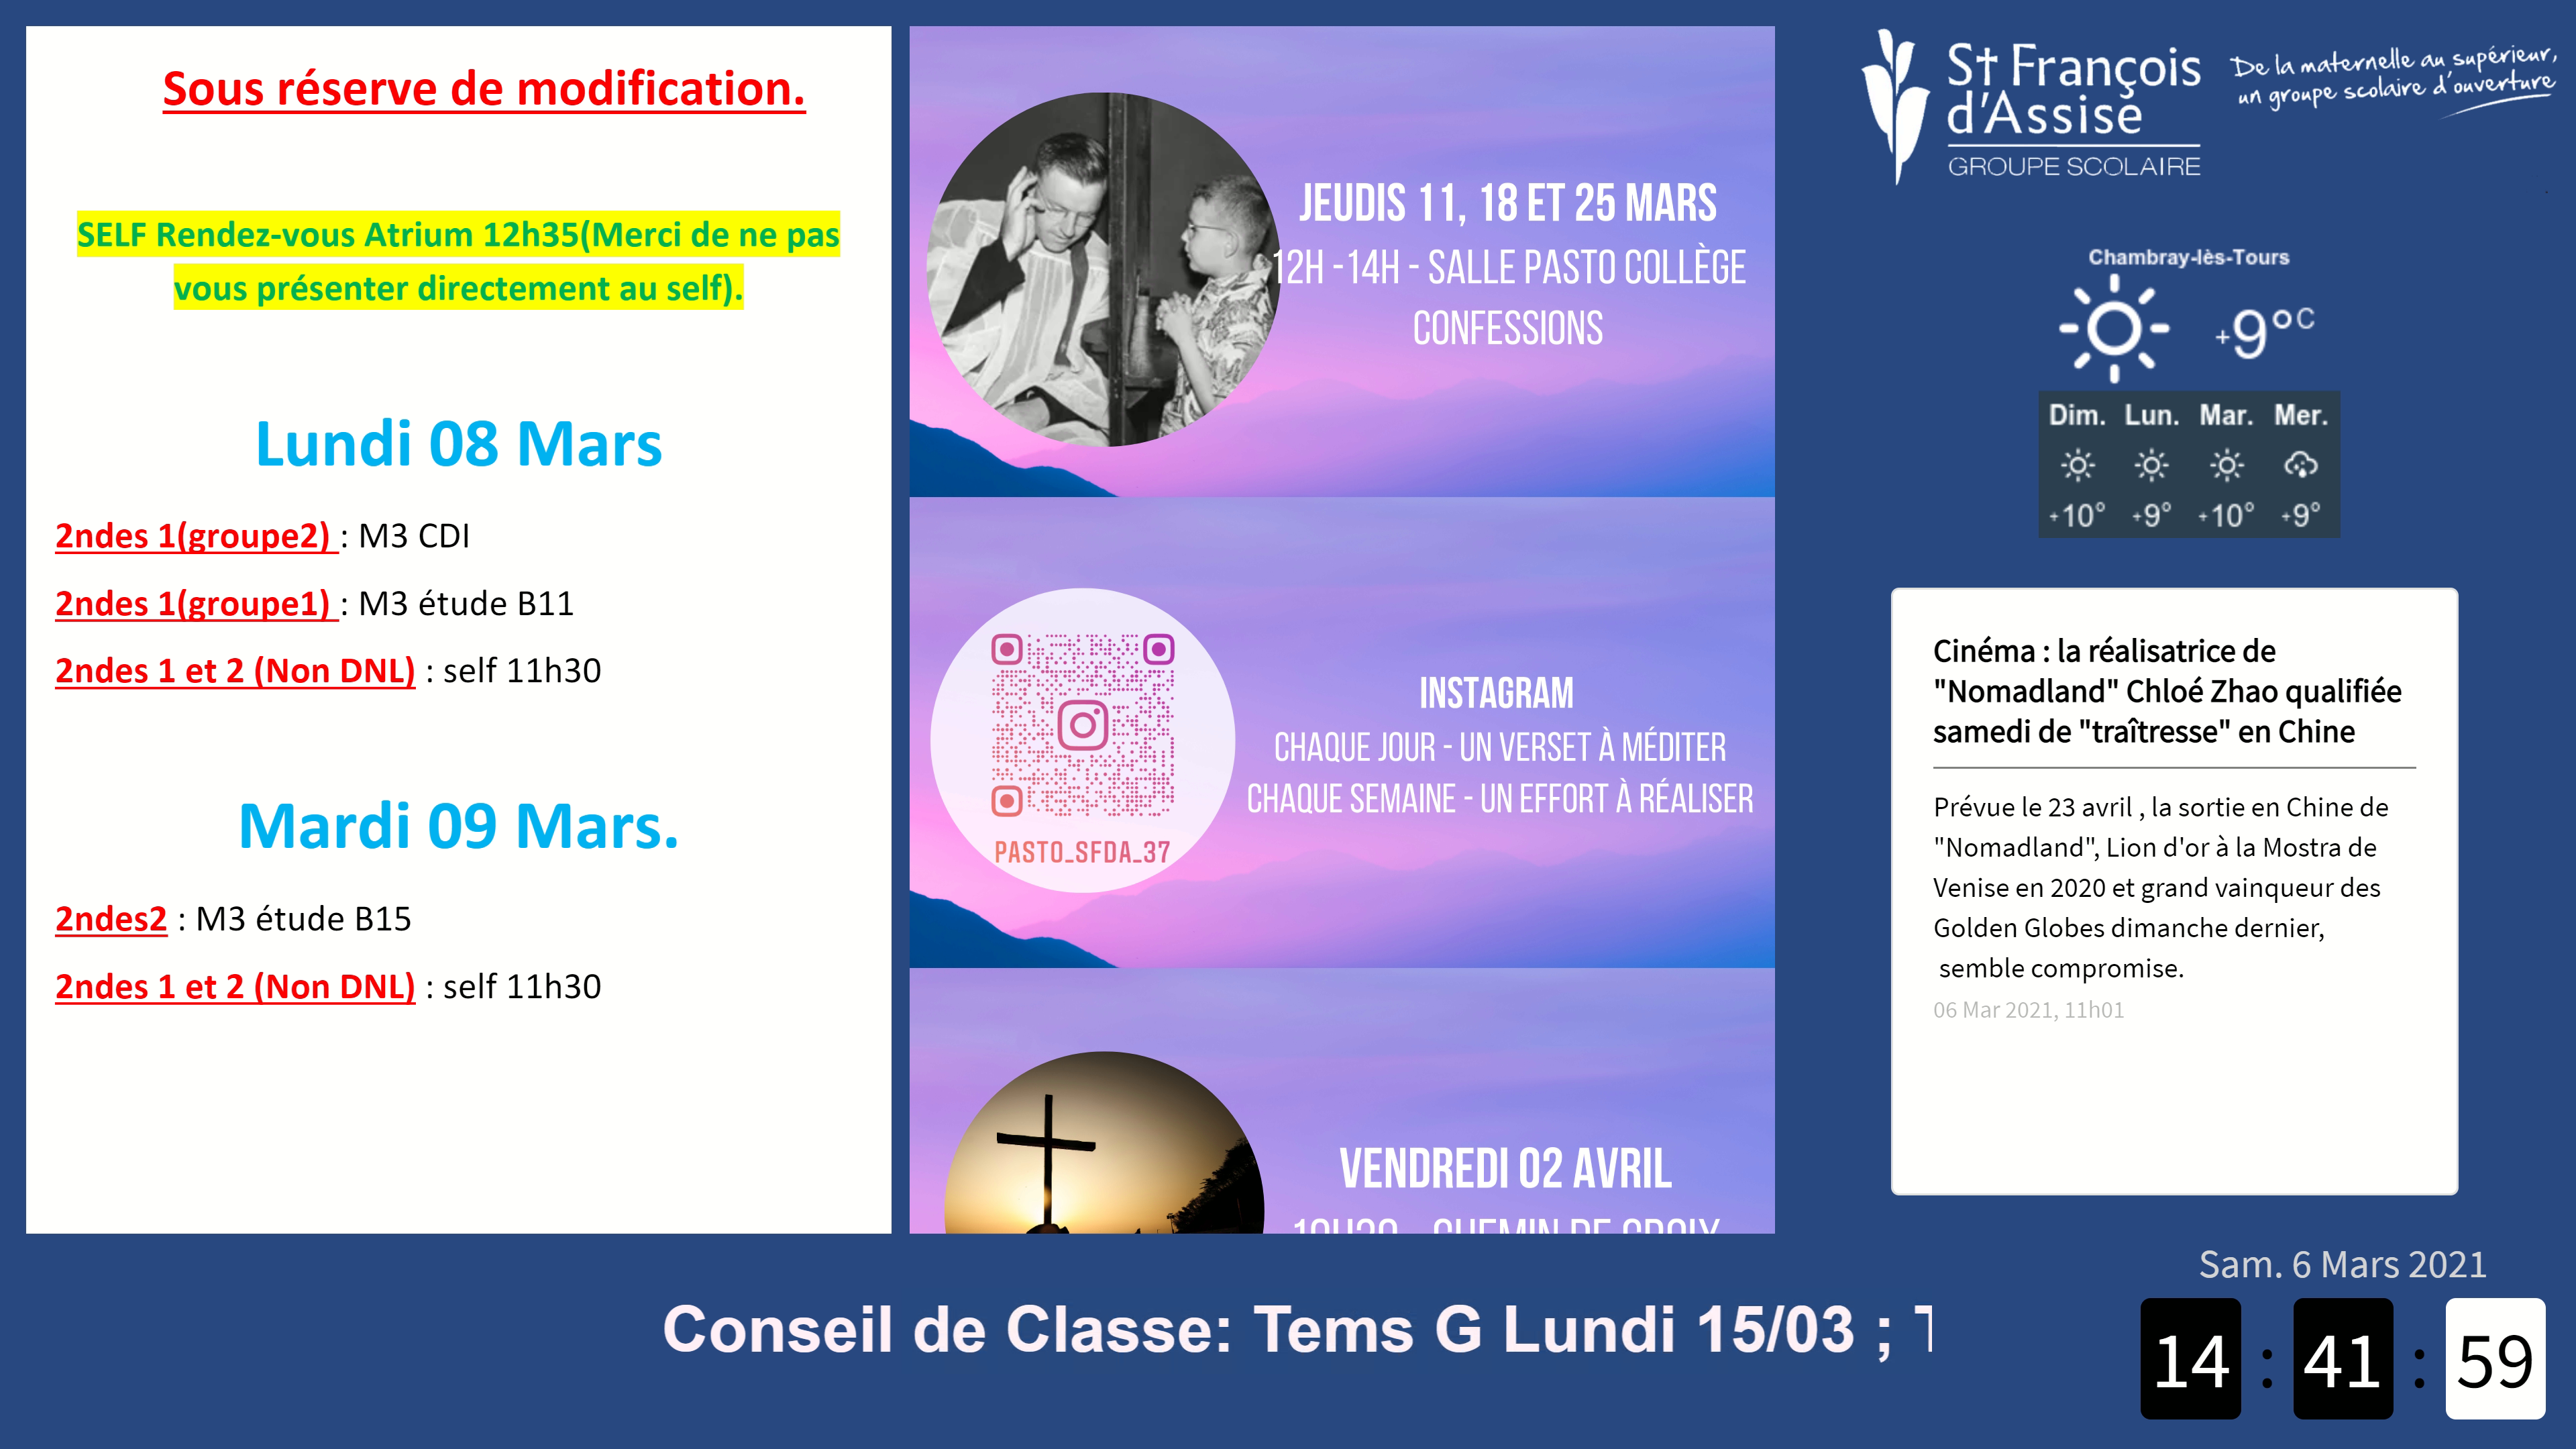 Sous réserve de modification.
SELF Rendez-vous Atrium 12h35(Merci de ne pas
vous présenter directement au self).
Lundi 08 Mars
2ndes 1(groupe2) : M3 CDI
2ndes 1(groupe1) : M3 étude B11
2ndes 1 et 2 (Non DNL) : self 11h30
Mardi 09 Mars.
2ndes2 : M3 étude B15
2ndes 1 et 2 (Non DNL) : self 11h30
JEUDIS 11, 18 ET 25 MARS
12H -14H - SALLE PASTO COLLÈGE
CONFESSIONS
INSTAGRAM
CHAQUE JOUR - UN VERSET À MÉDITER
CHAQUE SEMAINE - UN EFFORT À RÉALISER
PASTO_SFDA_37
VENDREDI 02 AVRIL
CHEMIN DE CROIX
St François
d'Assise
GROUPE SCOLAIRE
De la maternelle au supérieur,
un groupe scolaire d'ouverture
Chambray-lès-Tours
+9°C
Dim. Lun. Mar. Mer.
+10° +9° +10° +9°
Cinéma : la réalisatrice de
"Nomadland" Chloé Zhao qualifiée
samedi de "traîtresse" en Chine
Prévue le 23 avril , la sortie en Chine de
"Nomadland", Lion d'or à la Mostra de
Venise en 2020 et grand vainqueur des
Golden Globes dimanche dernier,
semble compromise.
06 Mar 2021, 11h01
Conseil de Classe: Tems G Lundi 15/03 ;
Sam. 6 Mars 2021
14 : 41 : 59